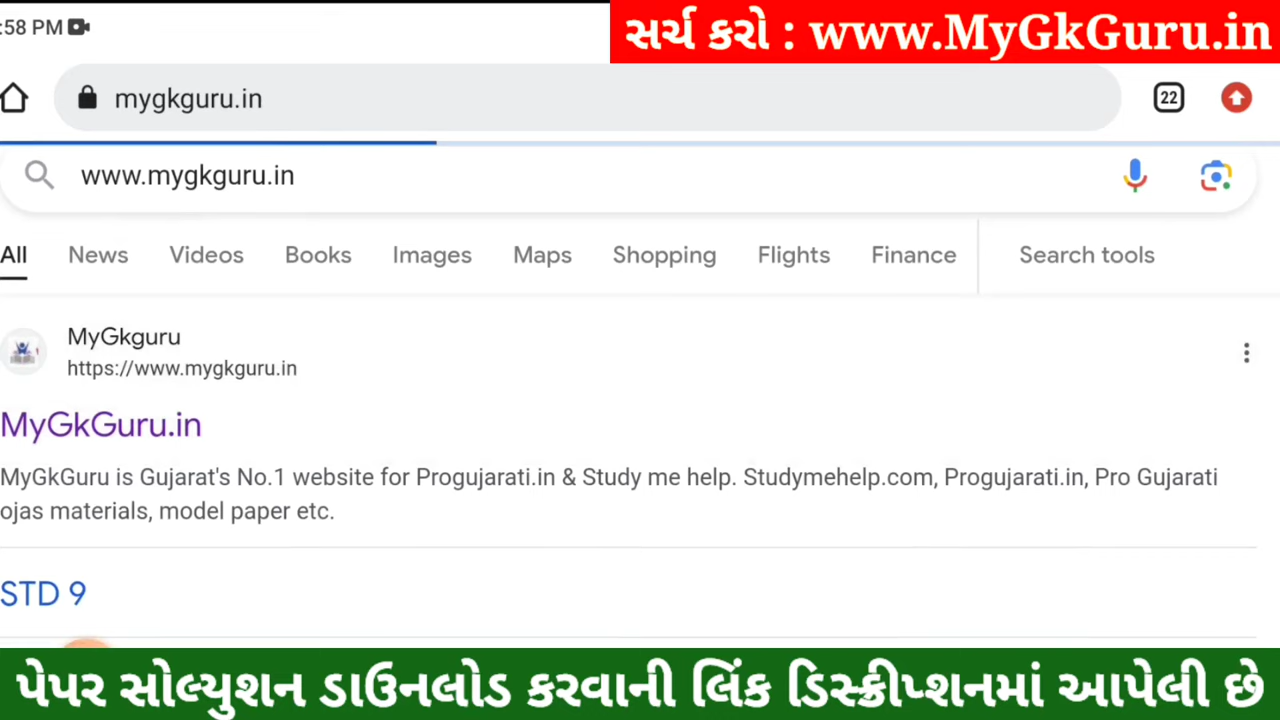 :58 PM
સર્ચ કરો : www.MyGkGuru.in
mygkguru.in
22
www.mygkguru.in
All News Videos Books Images Maps Shopping Flights Finance Search tools
MyGkguru
https://www.mygkguru.in
MyGkGuru.in
MyGkGuru is Gujarat's No.1 website for Progujarati.in & Study me help. Studymehelp.com, Progujarati.in, Pro Gujarati
ojas materials, model paper etc.
STD 9
પેપર સોલ્યુશન ડાઉનલોડ કરવાની લિંક ડિસ્ક્રીપ્શનમાં આપેલી છે